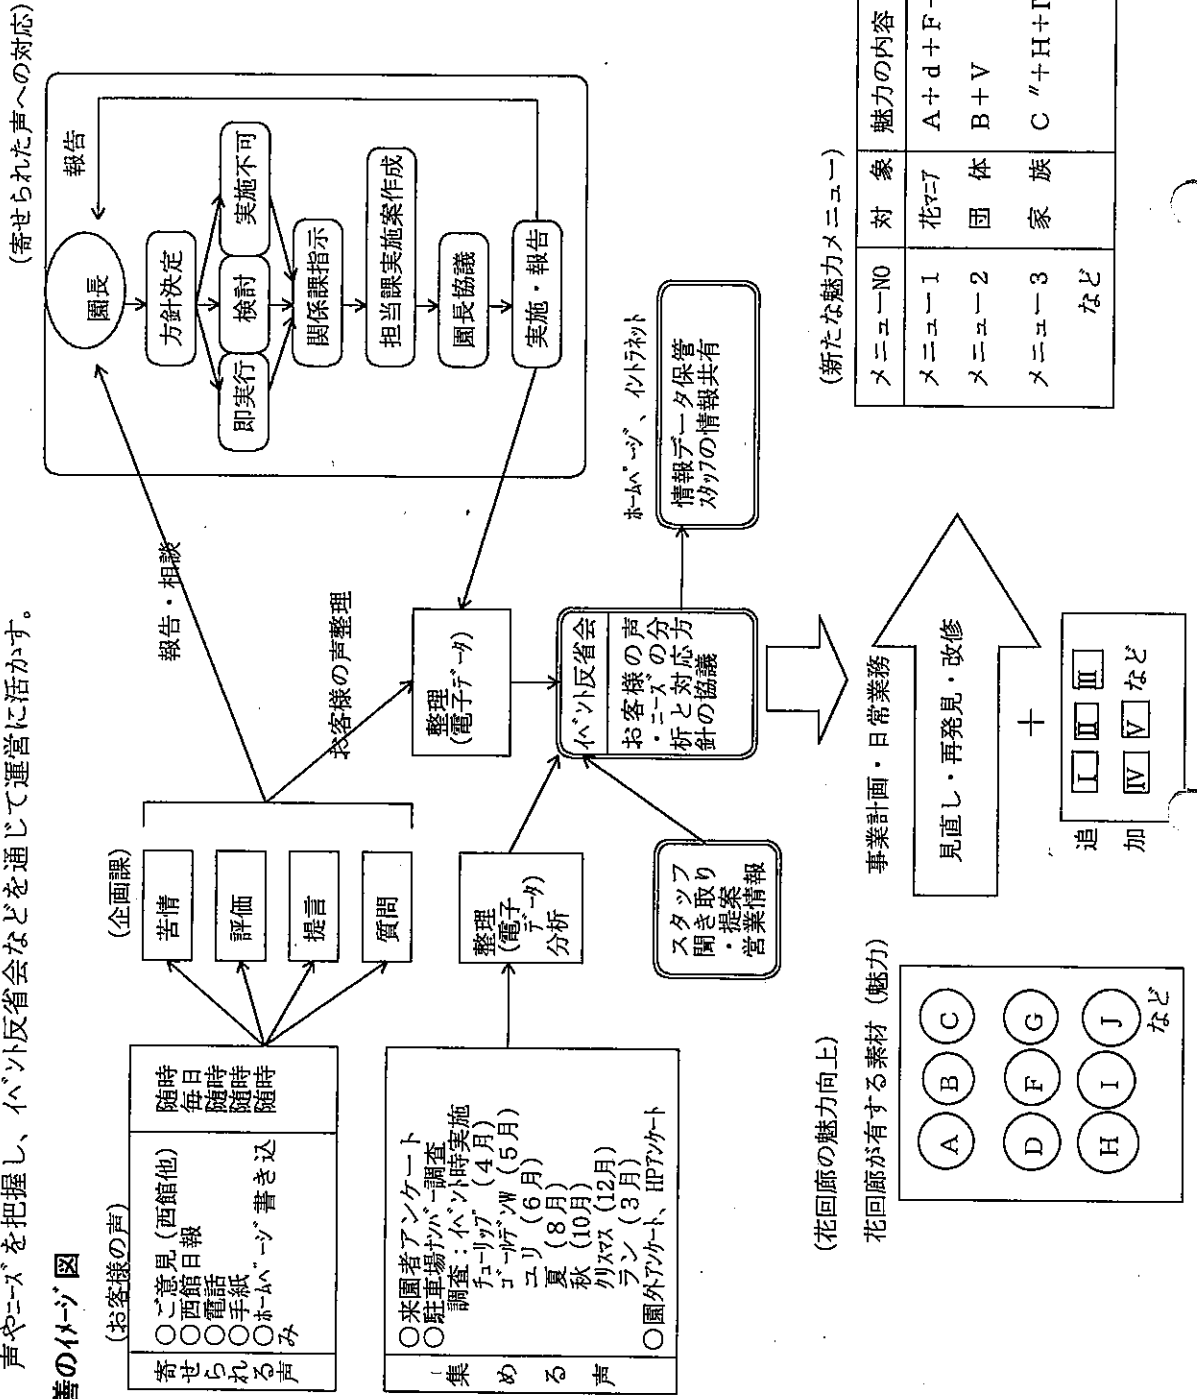 声やニーズを把握し、イベント反省会などを通じて運営に活かす。
善のイメージ図
(お客様の声)
寄せられる声
○ご意見(西館他)
○西館日報
○電話
○手紙
○ホームページ書き込み
随時
毎日
随時
随時
随時
集める声
○来園者アンケート
○駐車場ナンバー調査
調査:イベント時実施
チューリップ(4月)
ゴールデンW(5月)
ユリ(6月)
夏(8月)
秋(10月)
クリスマス(12月)
ラン(3月)
○園外アンケート、HPアンケート
(企画課)
苦情
評価
提言
質問
報告・相談
お客様の声整理
整理
(電子データ)
整理
(電子
データ)
分析
スタッフ
聞き取り
・提案
営業情報
イベント反省会
お客様の声
・ニーズの分
析と対応方
針の協議
ホームページ、イントラネット
情報データ保管
スタッフの情報共有
(寄せられた声への対応)
園長
報告
方針決定
即実行
検討
実施不可
関係課指示
担当課実施案作成
園長協議
実施・報告
(花回廊の魅力向上)
花回廊が有する素材(魅力)
A B C
D F G
H I J
など
事業計画・日常業務
見直し・再発見・改修
+
追加
I II III
IV V など
(新たな魅力メニュー)
メニューNO 対象 魅力の内容
メニュー1 花マニア A+d+F+
メニュー2 団体 B+V
メニュー3 家族 C″+H+I
など